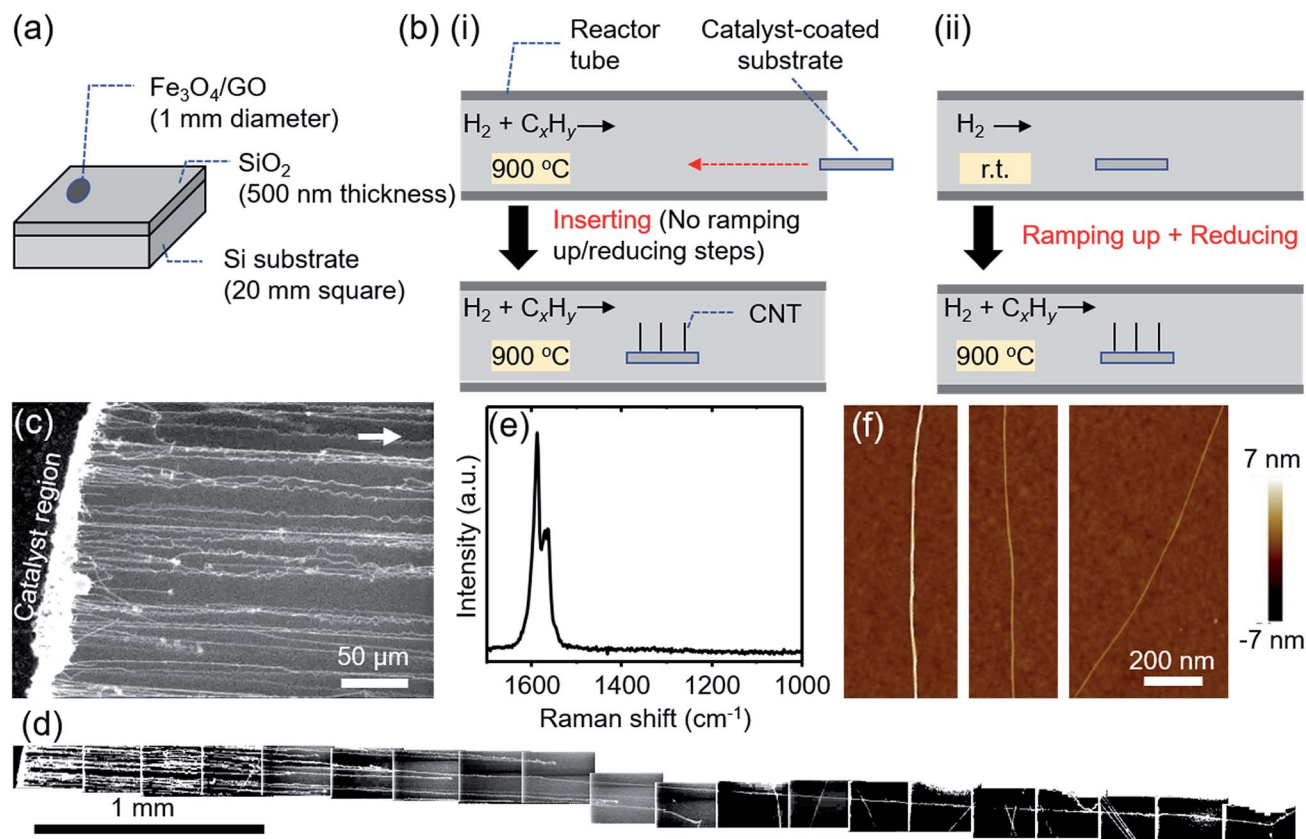 (a)
Fe₃O₄/GO
(1 mm diameter)
SiO₂
(500 nm thickness)
Si substrate
(20 mm square)
(b) (i)
Reactor
tube
Catalyst-coated
substrate
H₂ + CₓHᵧ
900 °C
Inserting (No ramping
up/reducing steps)
H₂ + CₓHᵧ
CNT
900 °C
(ii)
H₂
r.t.
Ramping up + Reducing
H₂ + CₓHᵧ
900 °C
(c)
Catalyst region
50 µm
(e)
Intensity (a.u.)
1600 1400 1200 1000
Raman shift (cm⁻¹)
(f)
7 nm
-7 nm
200 nm
(d)
1 mm